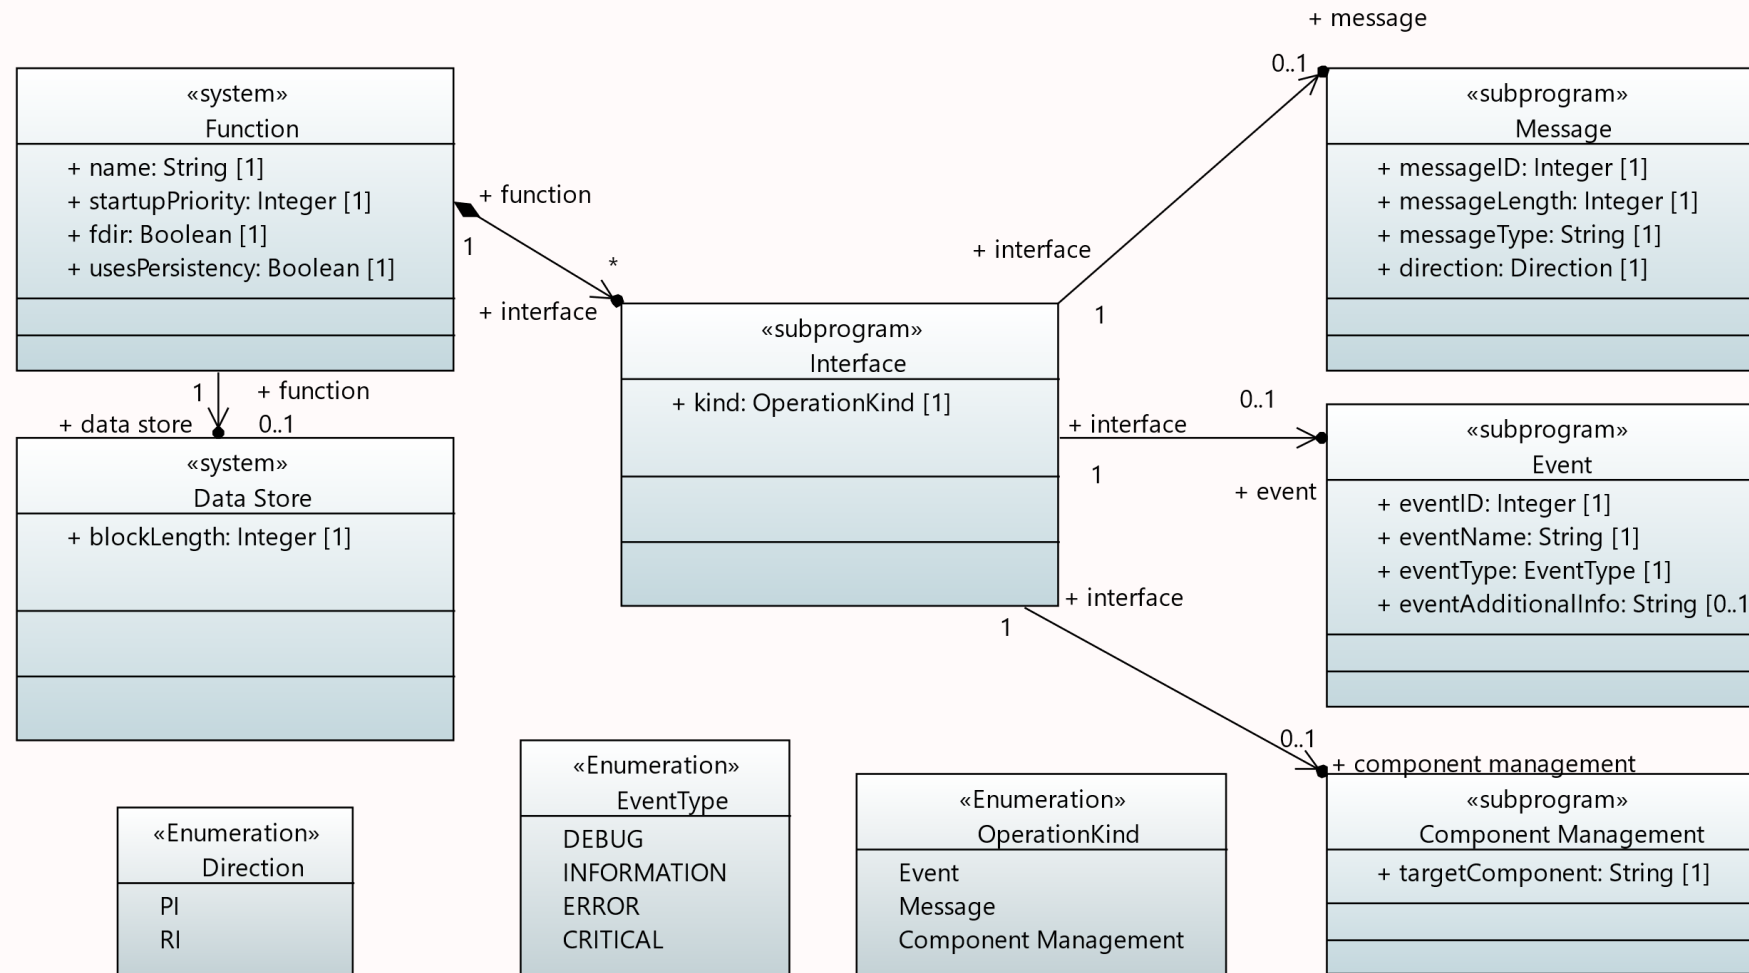 + message
0..1
«system»
Function
+ name: String [1]
+ startupPriority: Integer [1]
+ fdir: Boolean [1]
+ usesPersistency: Boolean [1]
+ function
1
*
+ interface
«subprogram»
Message
+ messageID: Integer [1]
+ messageLength: Integer [1]
+ messageType: String [1]
+ direction: Direction [1]
+ interface
1
«subprogram»
Interface
+ kind: OperationKind [1]
1
+ function
+ data store
0..1
«system»
Data Store
+ blockLength: Integer [1]
0..1
+ interface
1
+ event
«subprogram»
Event
+ eventID: Integer [1]
+ eventName: String [1]
+ eventType: EventType [1]
+ eventAdditionalInfo: String [0..1
+ interface
1
0..1
+ component management
«subprogram»
Component Management
+ targetComponent: String [1]
«Enumeration»
Direction
PI
RI
«Enumeration»
EventType
DEBUG
INFORMATION
ERROR
CRITICAL
«Enumeration»
OperationKind
Event
Message
Component Management